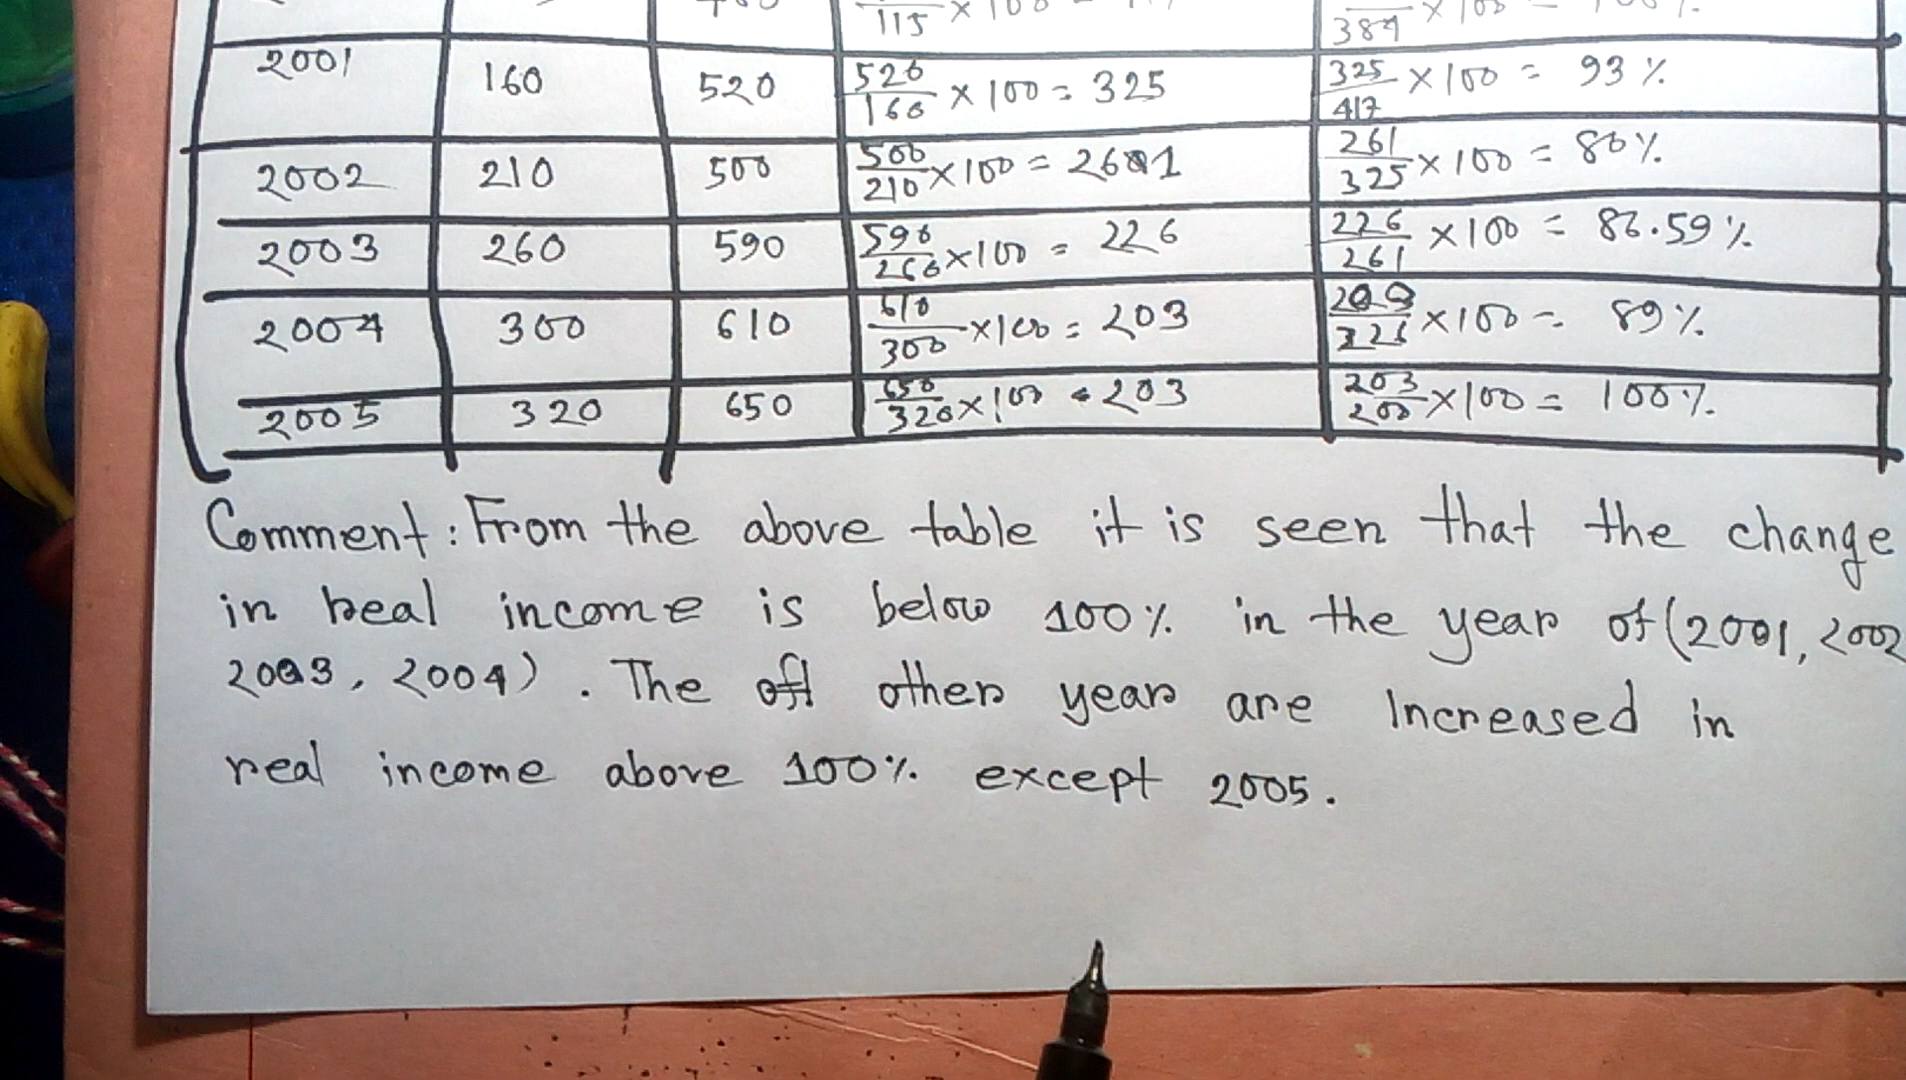 115 × 100
384 × 100
2001 160 520 520/160 × 100 = 325 325/417 × 100 = 93 %
2002 210 500 500/210 × 100 = 261 261/325 × 100 = 80 %
2003 260 590 590/260 × 100 = 226 226/261 × 100 = 86.59 %
2004 300 610 610/300 × 100 = 203 203/226 × 100 = 89 %
2005 320 650 650/320 × 100 = 203 203/203 × 100 = 100 %
Comment : From the above table it is seen that the change
in real income is below 100 % in the year of (2001, 2002
2003, 2004) . The other year are Increased in
real income above 100 % except 2005 .